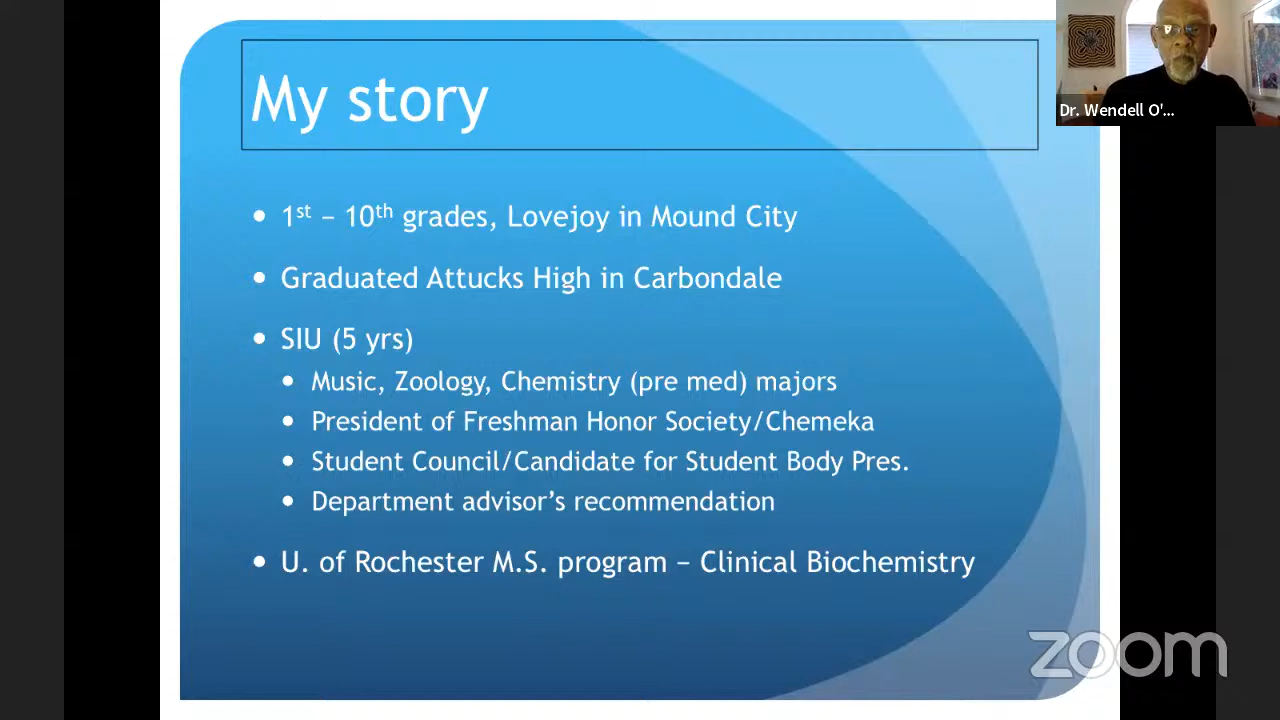 My story
Dr. Wendell O'...
1st – 10th grades, Lovejoy in Mound City
Graduated Attucks High in Carbondale
SIU (5 yrs)
Music, Zoology, Chemistry (pre med) majors
President of Freshman Honor Society/Chemeka
Student Council/Candidate for Student Body Pres.
Department advisor’s recommendation
U. of Rochester M.S. program – Clinical Biochemistry
zoom